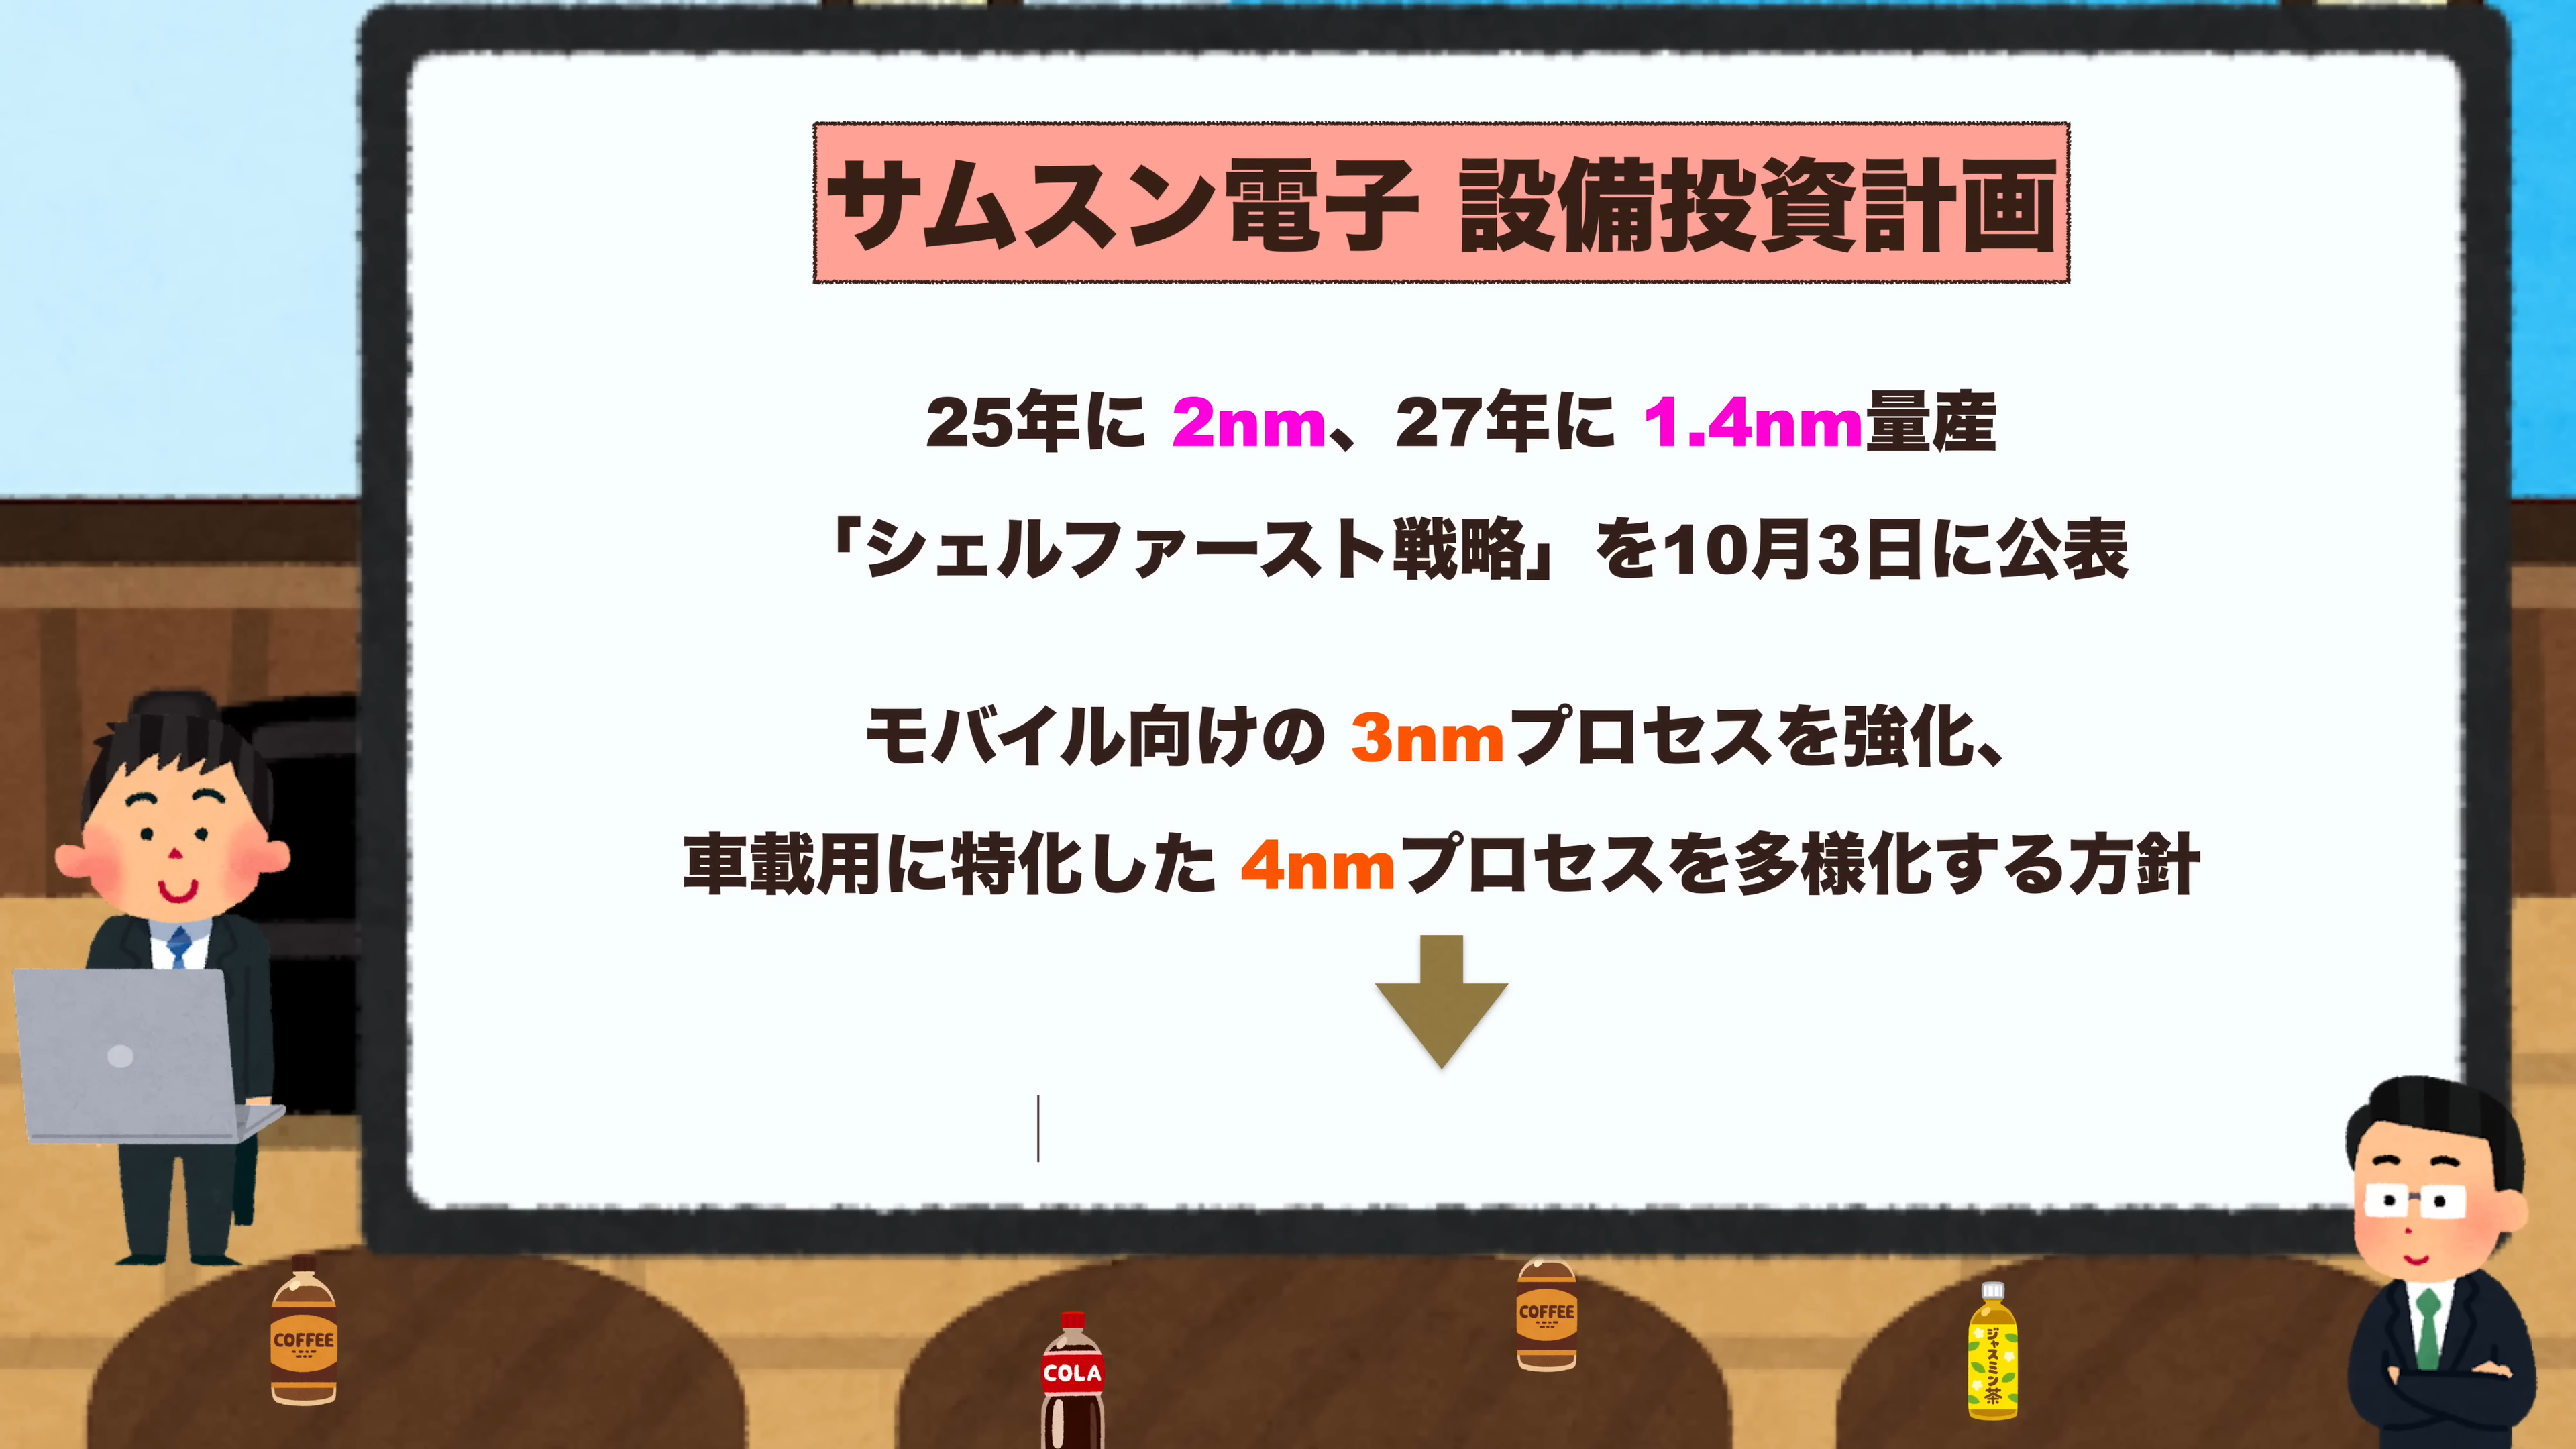 サムスン電子 設備投資計画
25年に 2nm、27年に 1.4nm量産
「シェルファースト戦略」を10月3日に公表
モバイル向けの 3nmプロセスを強化、
車載用に特化した 4nmプロセスを多様化する方針
COFFEE
COLA
COFFEE
ジャスミン茶